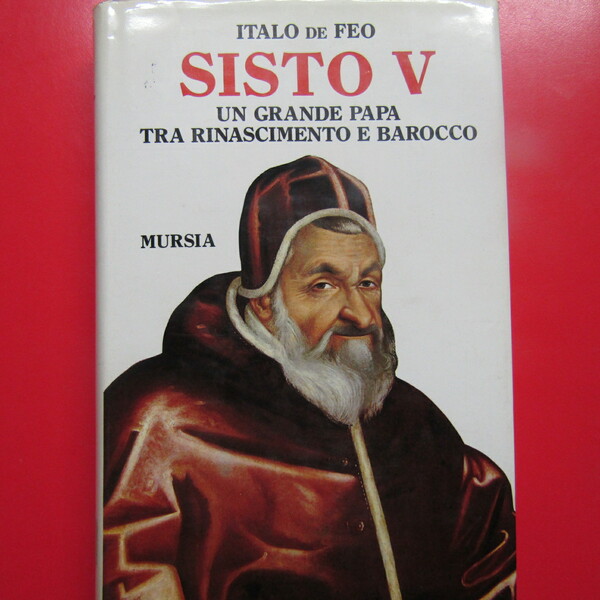 ITALO DE FEO
SISTO V
UN GRANDE PAPA
TRA RINASCIMENTO E BAROCCO
MURSIA